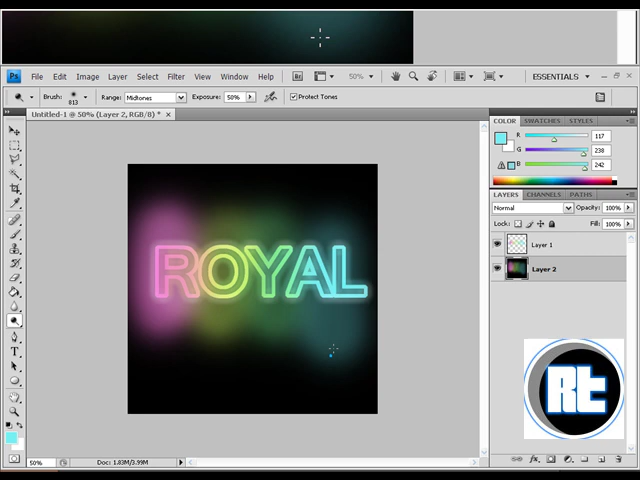 Ps File Edit Image Layer Select Filter View Window Help Br 50% ESSENTIALS
Brush: 813 Range: Midtones Exposure: 50% Protect Tones
Untitled-1 @ 50% (Layer 2, RGB/8) *
COLOR SWATCHES STYLES
R 117
G 238
B 242
LAYERS CHANNELS PATHS
Normal Opacity: 100%
Lock: Fill: 100%
Layer 1
Layer 2
ROYAL
Rt
50% Doc: 1.83M/3.99M